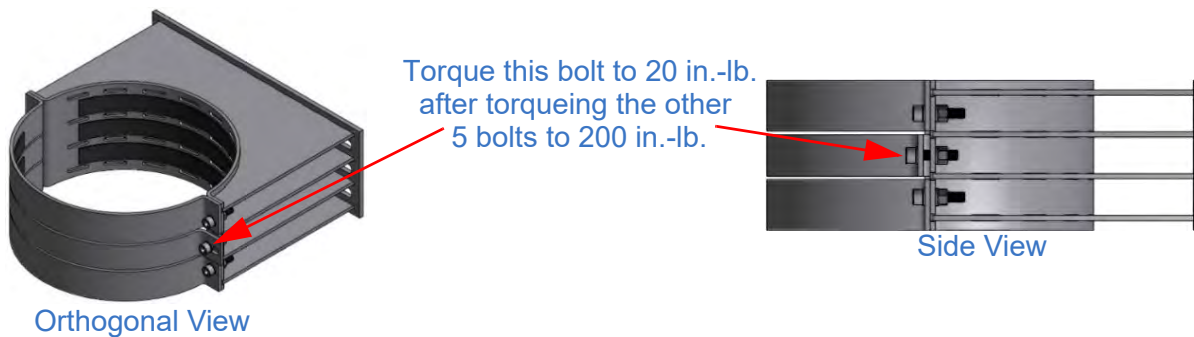 Torque this bolt to 20 in.-lb.
after torqueing the other
5 bolts to 200 in.-lb.
Side View
Orthogonal View